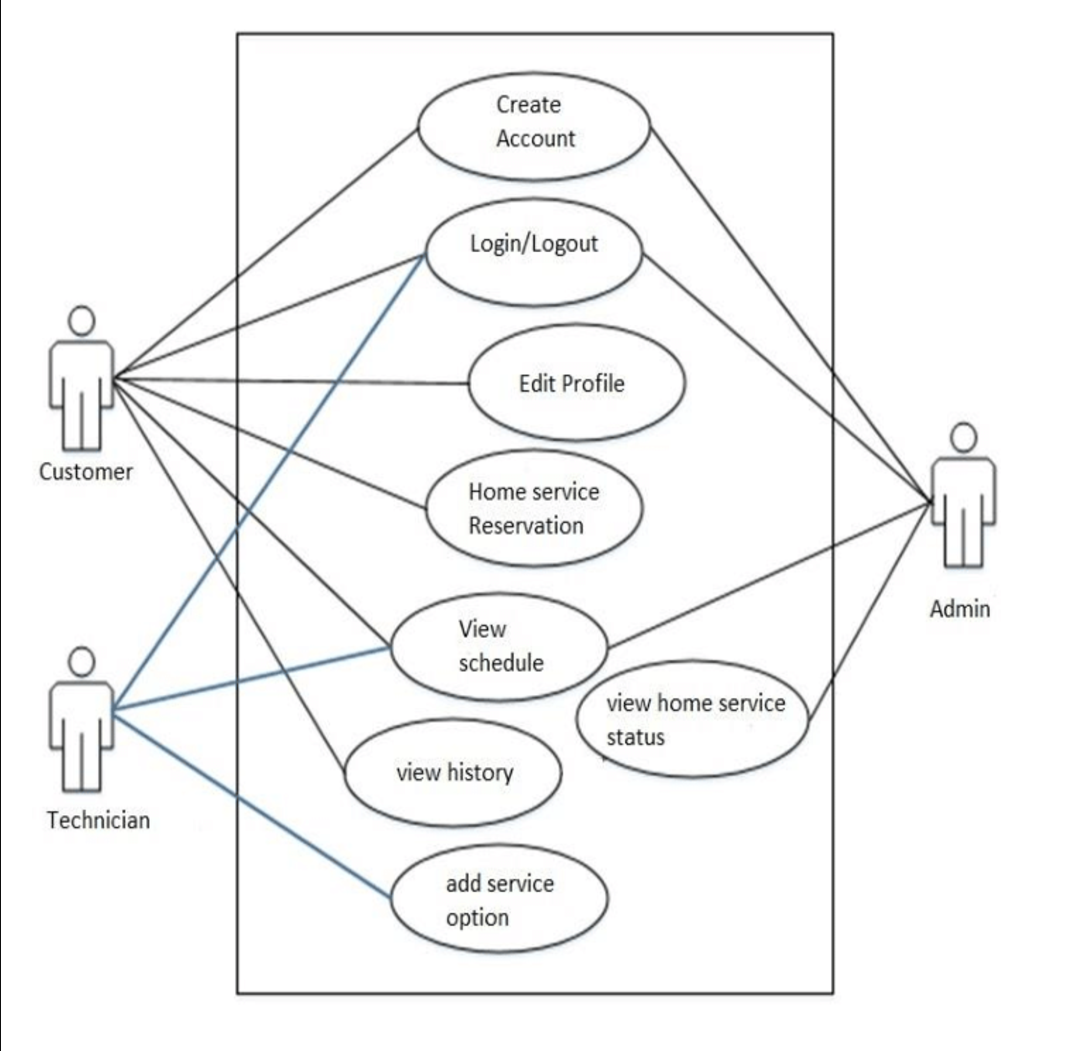 Create
Account
Login/Logout
Edit Profile
Customer
Home service
Reservation
Admin
View
schedule
view home service
status
view history
Technician
add service
option